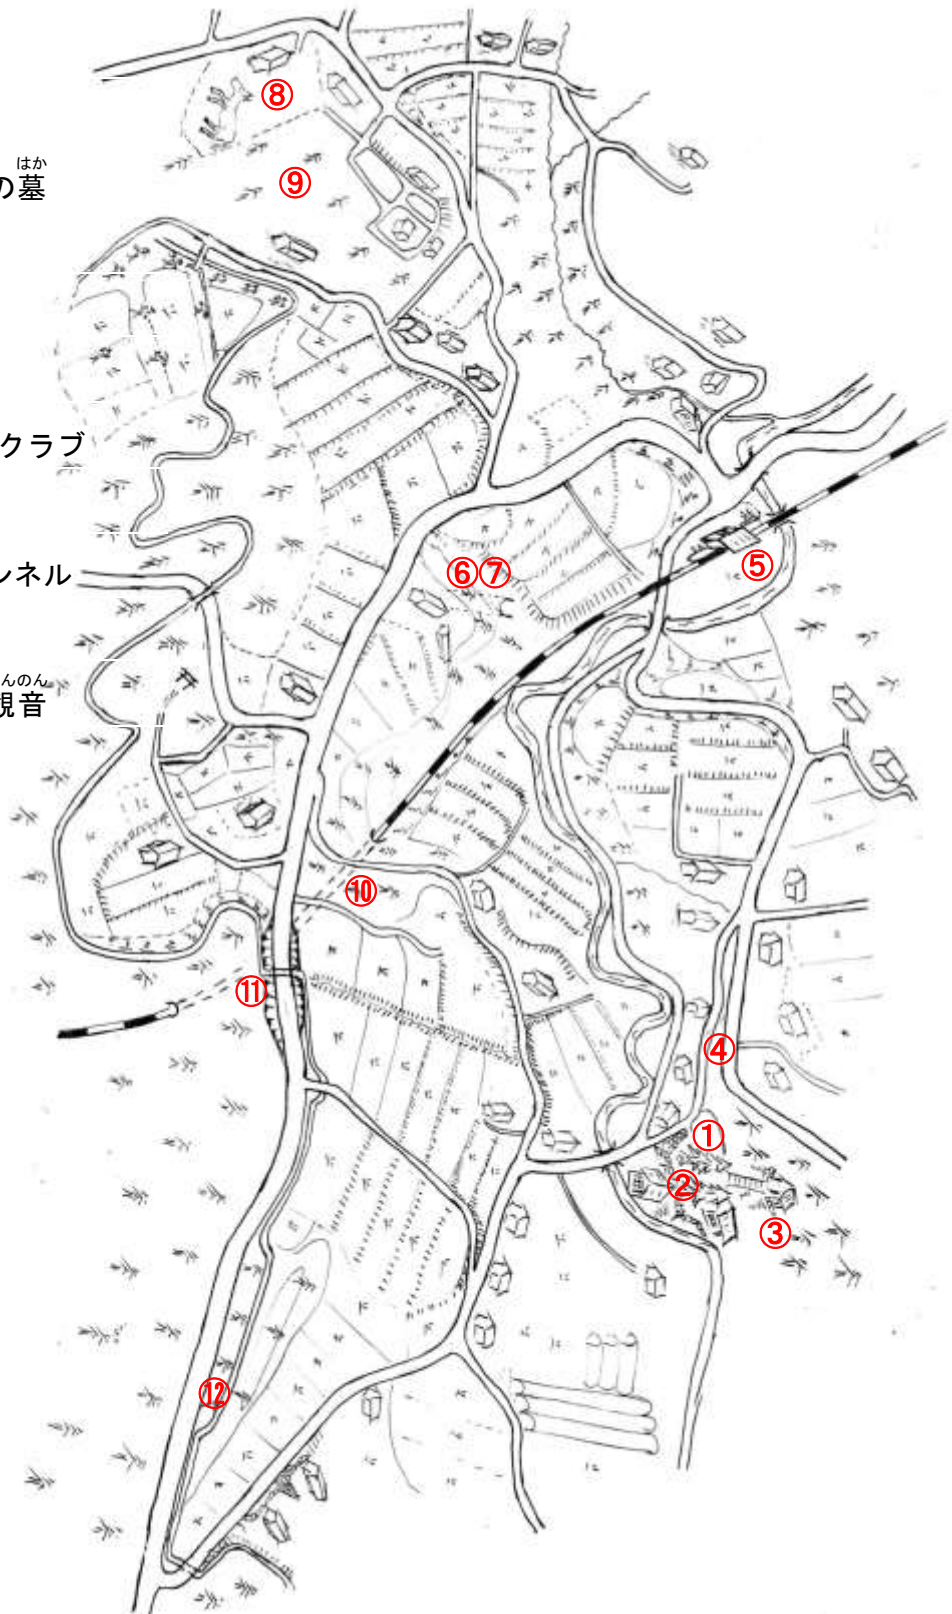 ⑧
はか
の墓
⑨
クラブ
⑤
⑥⑦
ンネル
んのん
観音
⑩
⑪
④
①
②
③
⑫